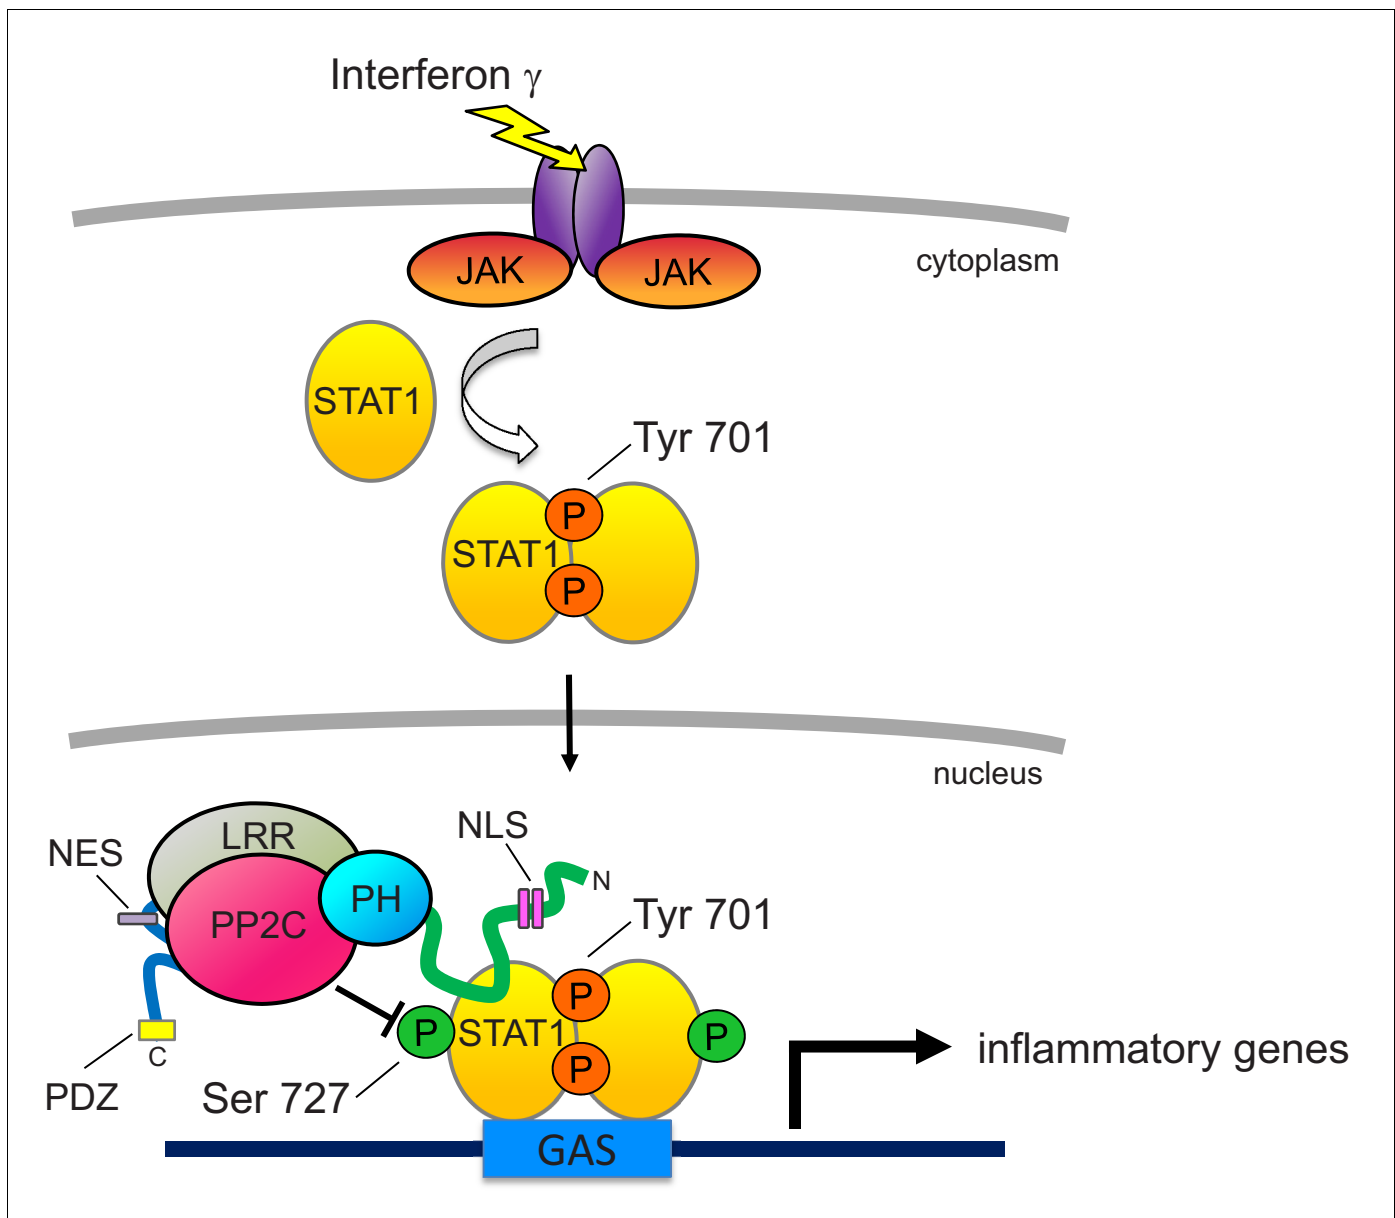 Interferon γ
cytoplasm
JAK
JAK
STAT1
Tyr 701
P
STAT1
P
nucleus
LRR
NLS
NES
N
PH
PP2C
Tyr 701
P
P
STAT1
P
P
C
PDZ
Ser 727
inflammatory genes
GAS